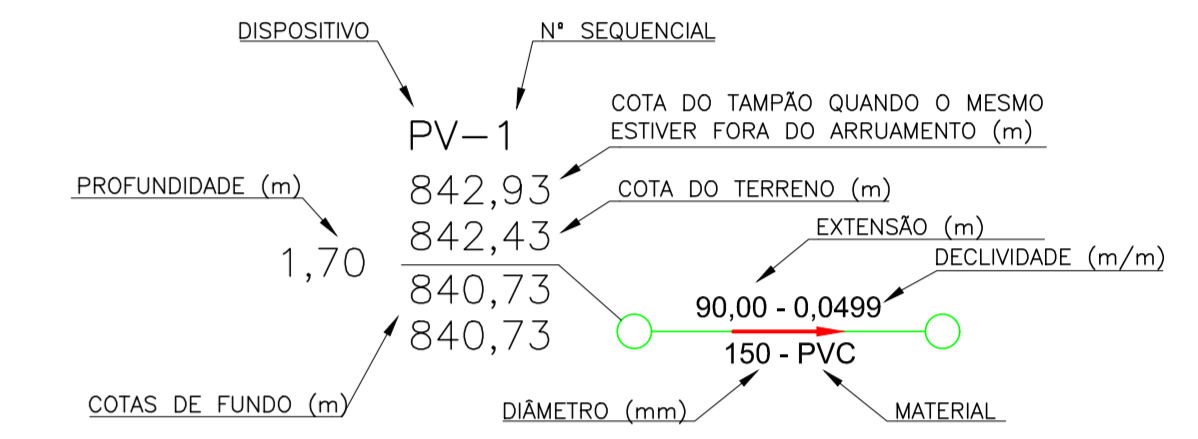 DISPOSITIVO
Nº SEQUENCIAL
COTA DO TAMPÃO QUANDO O MESMO
ESTIVER FORA DO ARRUAMENTO (m)
PV-1
842,93
PROFUNDIDADE (m)
COTA DO TERRENO (m)
842,43
EXTENSÃO (m)
1,70
DECLIVIDADE (m/m)
840,73
90,00 - 0,0499
840,73
150 - PVC
COTAS DE FUNDO (m)
DIÂMETRO (mm)
MATERIAL